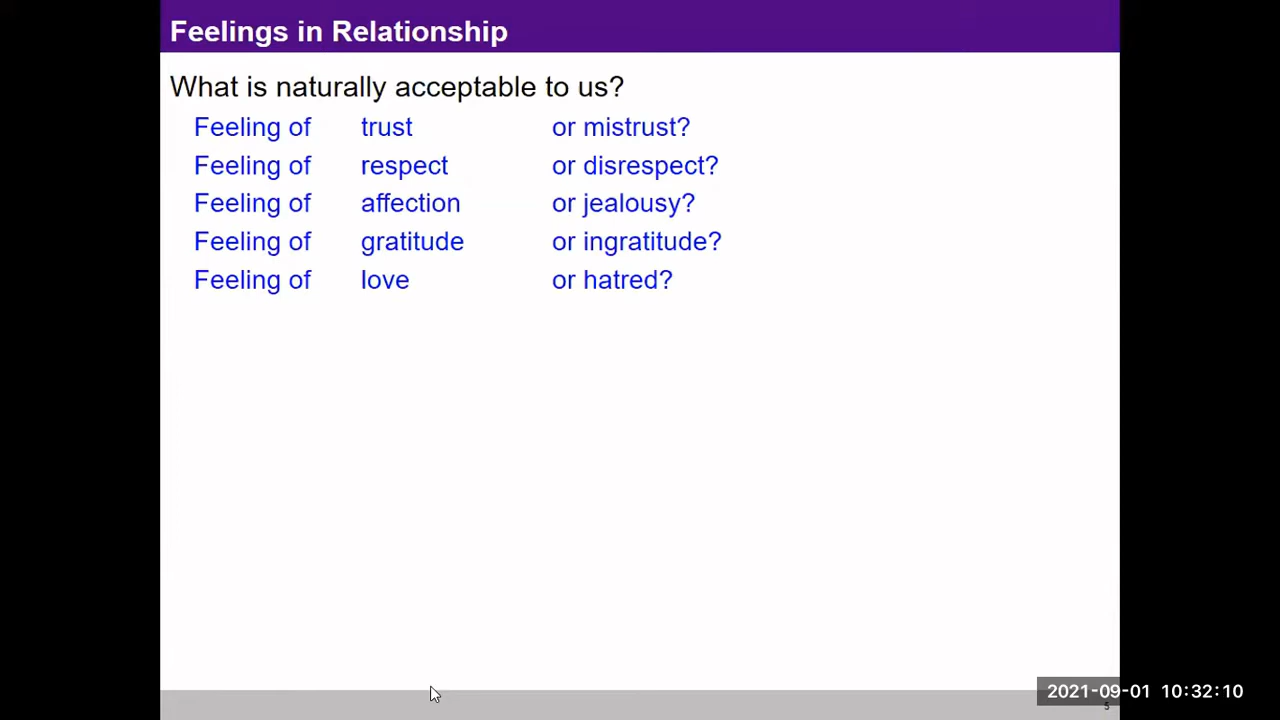 Feelings in Relationship
What is naturally acceptable to us?
Feeling of trust or mistrust?
Feeling of respect or disrespect?
Feeling of affection or jealousy?
Feeling of gratitude or ingratitude?
Feeling of love or hatred?
2021-09-01 10:32:10
5